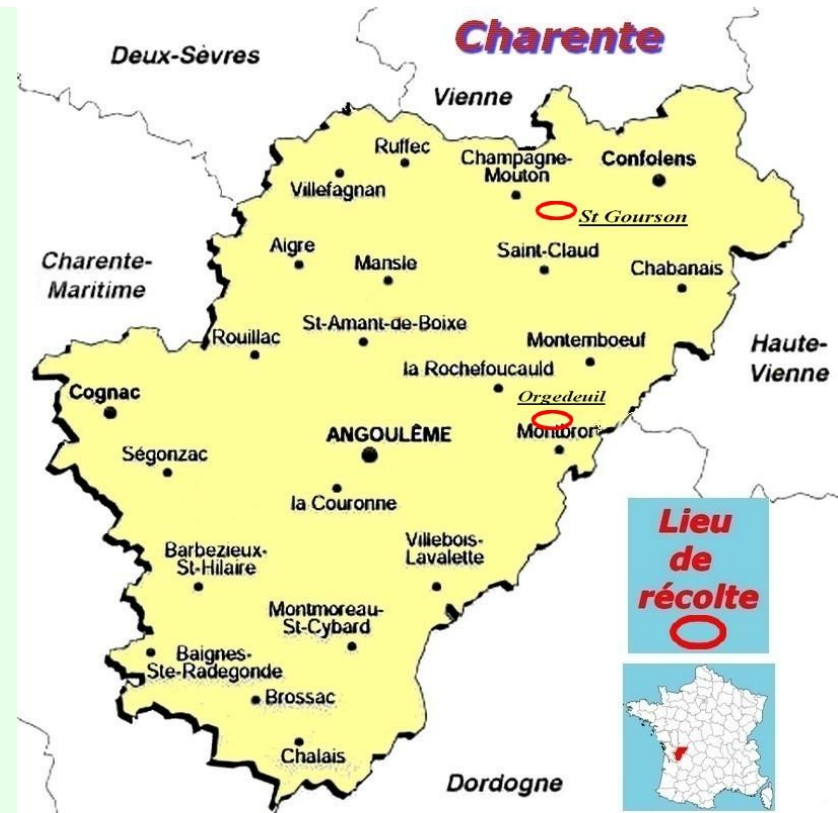 Charente
Deux-Sèvres
Vienne
Ruffec
Champagne-
Mouton
Confolens
Villefagnan
St Gourson
Aigre
Mansle
Saint-Claud
Chabanais
Charente-
Maritime
St-Amant-de-Boixe
Rouillac
Montemboeuf
Haute-
Vienne
la Rochefoucauld
Cognac
Orgedeuil
ANGOULÊME
Montbron
Ségonzac
la Couronne
Villebois-
Lavalette
Barbezieux-
St-Hilaire
Lieu
de
récolte
Montmoreau-
St-Cybard
Baignes-
Ste-Radegonde
Brossac
Chalais
Dordogne